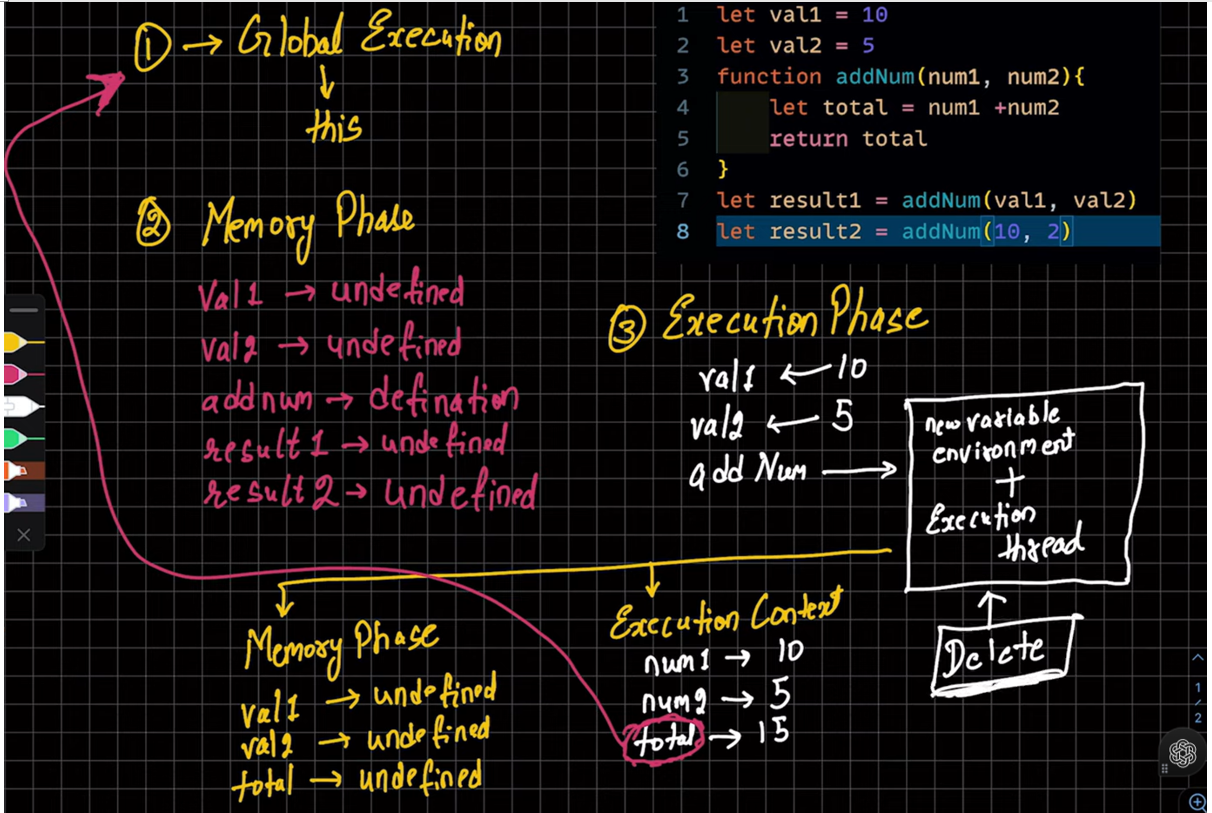 ① → Global Execution
↓
this
1 let val1 = 10
2 let val2 = 5
3 function addNum(num1, num2){
4 let total = num1 +num2
5 return total
6 }
7 let result1 = addNum(val1, val2)
8 let result2 = addNum(10, 2)
② Memory Phase
Val1 → undefined
val2 → undefined
addnum → defination
result1 → undefined
result2 → undefined
③ Execution Phase
val1 ← 10
val2 ← 5
add Num →
new variable
environment
+
Execution
thread
Delete
Memory Phase
val1 → undefined
val2 → undefined
total → undefined
Execution Context
num1 → 10
num2 → 5
total → 15
1
/
2